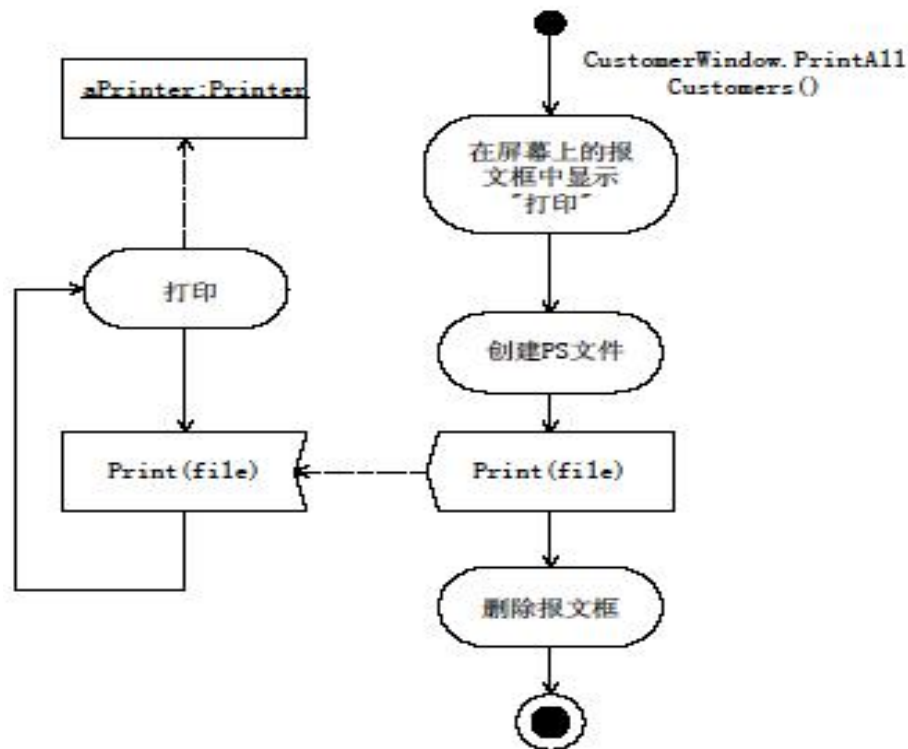 CustomerWindow.PrintAll
Customers()
aPrinter:Printer
在屏幕上的报
文框中显示
"打印"
打印
创建PS文件
Print(file)
Print(file)
删除报文框